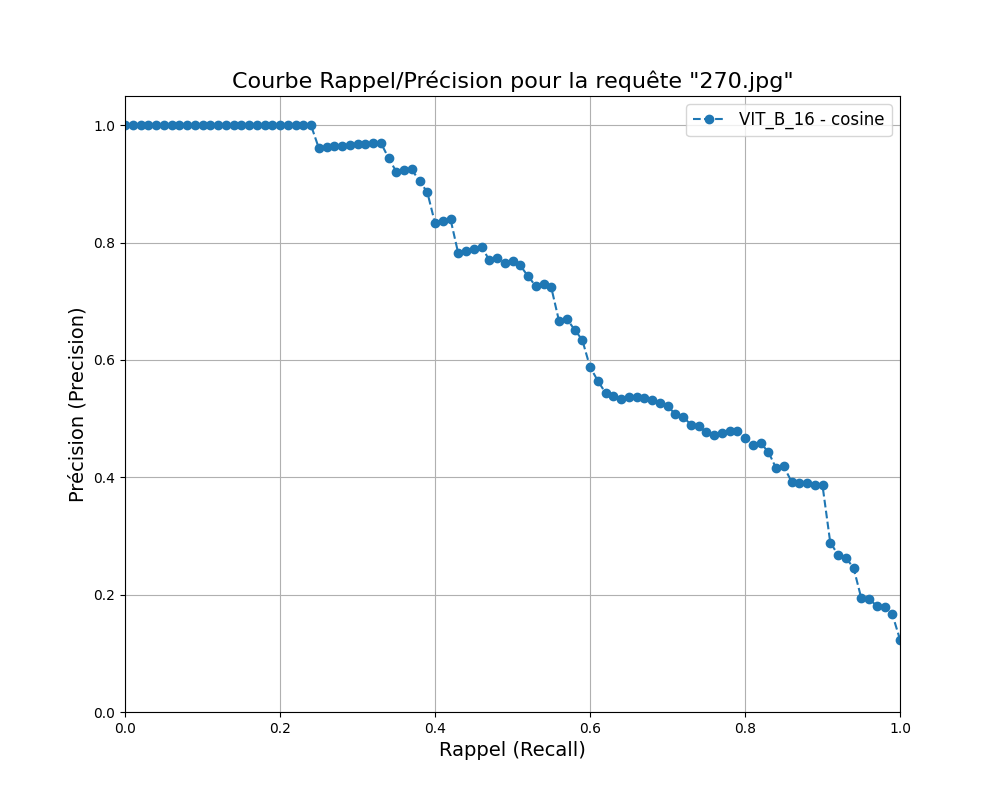 Courbe Rappel/Précision pour la requête "270.jpg"
VIT_B_16 - cosine
1.0
0.8
0.6
0.4
0.2
0.0
Précision (Precision)
0.0 0.2 0.4 0.6 0.8 1.0
Rappel (Recall)